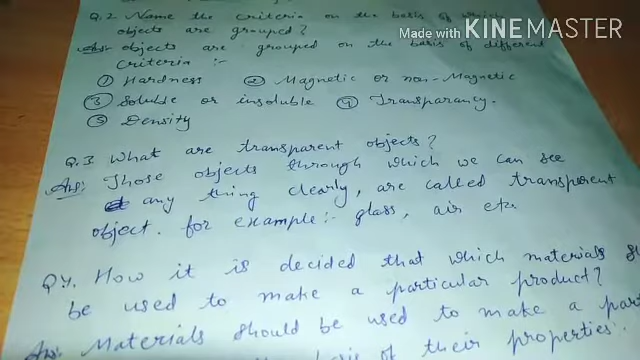 Made with KINEMASTER
Q.2 Name the criteria on the basis of which
objects are grouped?
Ans:- objects are grouped on the basis of different
Criteria :-
① Hardness ② Magnetic or non-Magnetic
③ Soluble or insoluble ④ Transparancy.
⑤ Density
Q.3 What are transparent objects?
Ans: Those objects through which we can see
any thing clearly, are called transparent
object. for example:- glass, air etc.
Q4. How it is decided that which materials
be used to make a particular product?
Ans: Materials should be used to make a
of their properties.